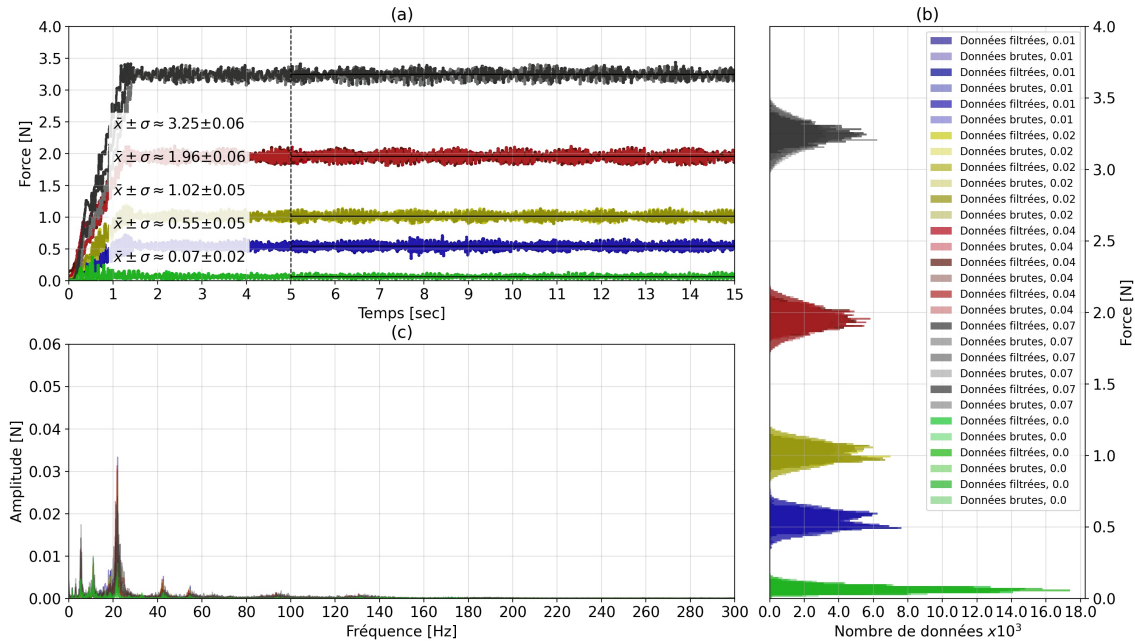 (a)
4.0
3.5
3.0
2.5
2.0
1.5
1.0
0.5
0.0
Force [N]
x̄ ± σ ≈ 3.25±0.06
x̄ ± σ ≈ 1.96±0.06
x̄ ± σ ≈ 1.02±0.05
x̄ ± σ ≈ 0.55±0.05
x̄ ± σ ≈ 0.07±0.02
0 1 2 3 4 5 6 7 8 9 10 11 12 13 14 15
Temps [sec]
(c)
0.06
0.05
0.04
0.03
0.02
0.01
0.00
Amplitude [N]
0 20 40 60 80 100 120 140 160 180 200 220 240 260 280 300
Fréquence [Hz]
(b)
Données filtrées, 0.01
Données brutes, 0.01
Données filtrées, 0.01
Données brutes, 0.01
Données filtrées, 0.01
Données brutes, 0.01
Données filtrées, 0.02
Données brutes, 0.02
Données filtrées, 0.02
Données brutes, 0.02
Données filtrées, 0.02
Données brutes, 0.02
Données filtrées, 0.04
Données brutes, 0.04
Données filtrées, 0.04
Données brutes, 0.04
Données filtrées, 0.04
Données brutes, 0.04
Données filtrées, 0.07
Données brutes, 0.07
Données filtrées, 0.07
Données brutes, 0.07
Données filtrées, 0.07
Données brutes, 0.07
Données filtrées, 0.0
Données brutes, 0.0
Données filtrées, 0.0
Données brutes, 0.0
Données filtrées, 0.0
Données brutes, 0.0
4.0
3.5
3.0
2.5
2.0
1.5
1.0
0.5
0.0
Force [N]
0.0 2.0 4.0 6.0 8.0 10.0 12.0 14.0 16.0 18.0
Nombre de données x10³